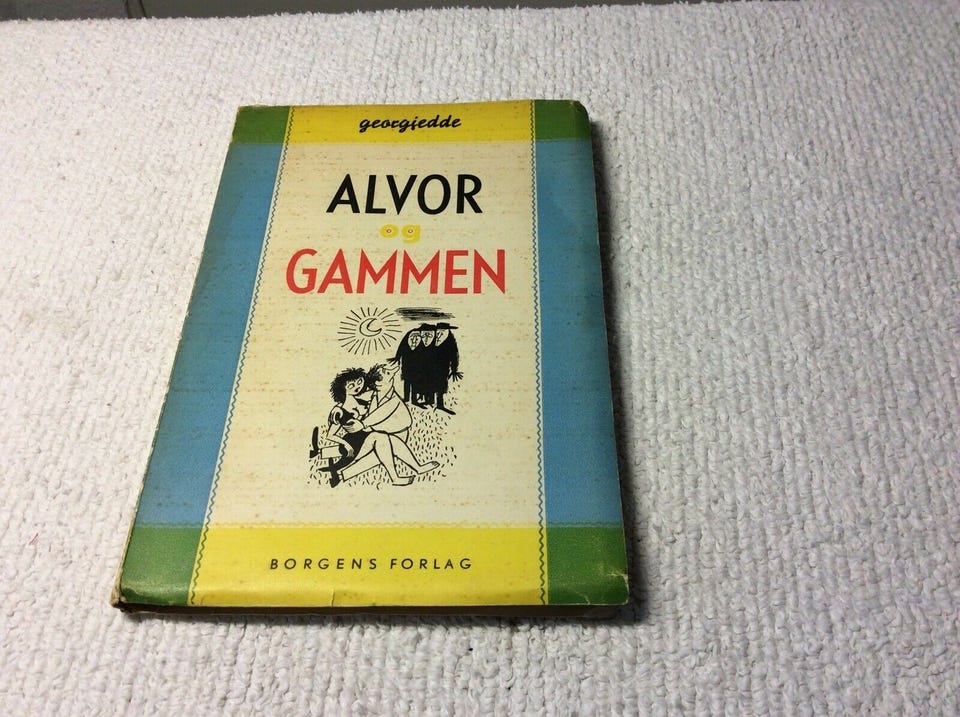 georgjedde
ALVOR
og
GAMMEN
BORGENS FORLAG